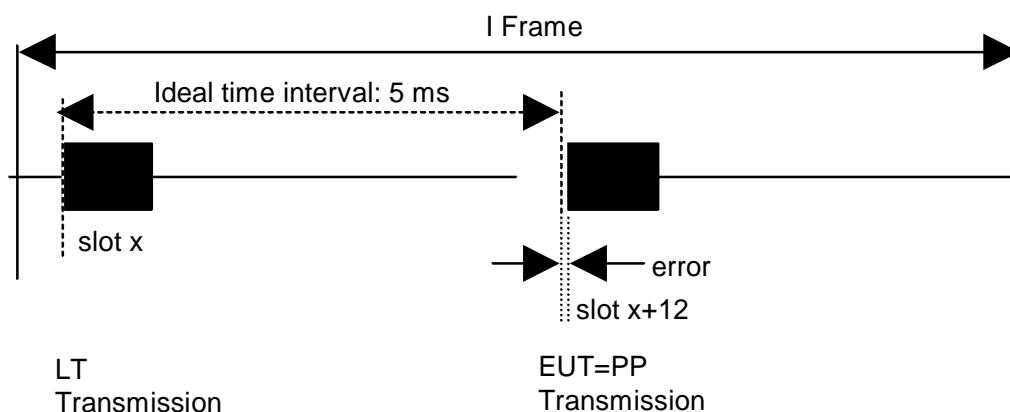 I Frame
Ideal time interval: 5 ms
slot x
error
slot x+12
LT
Transmission
EUT=PP
Transmission